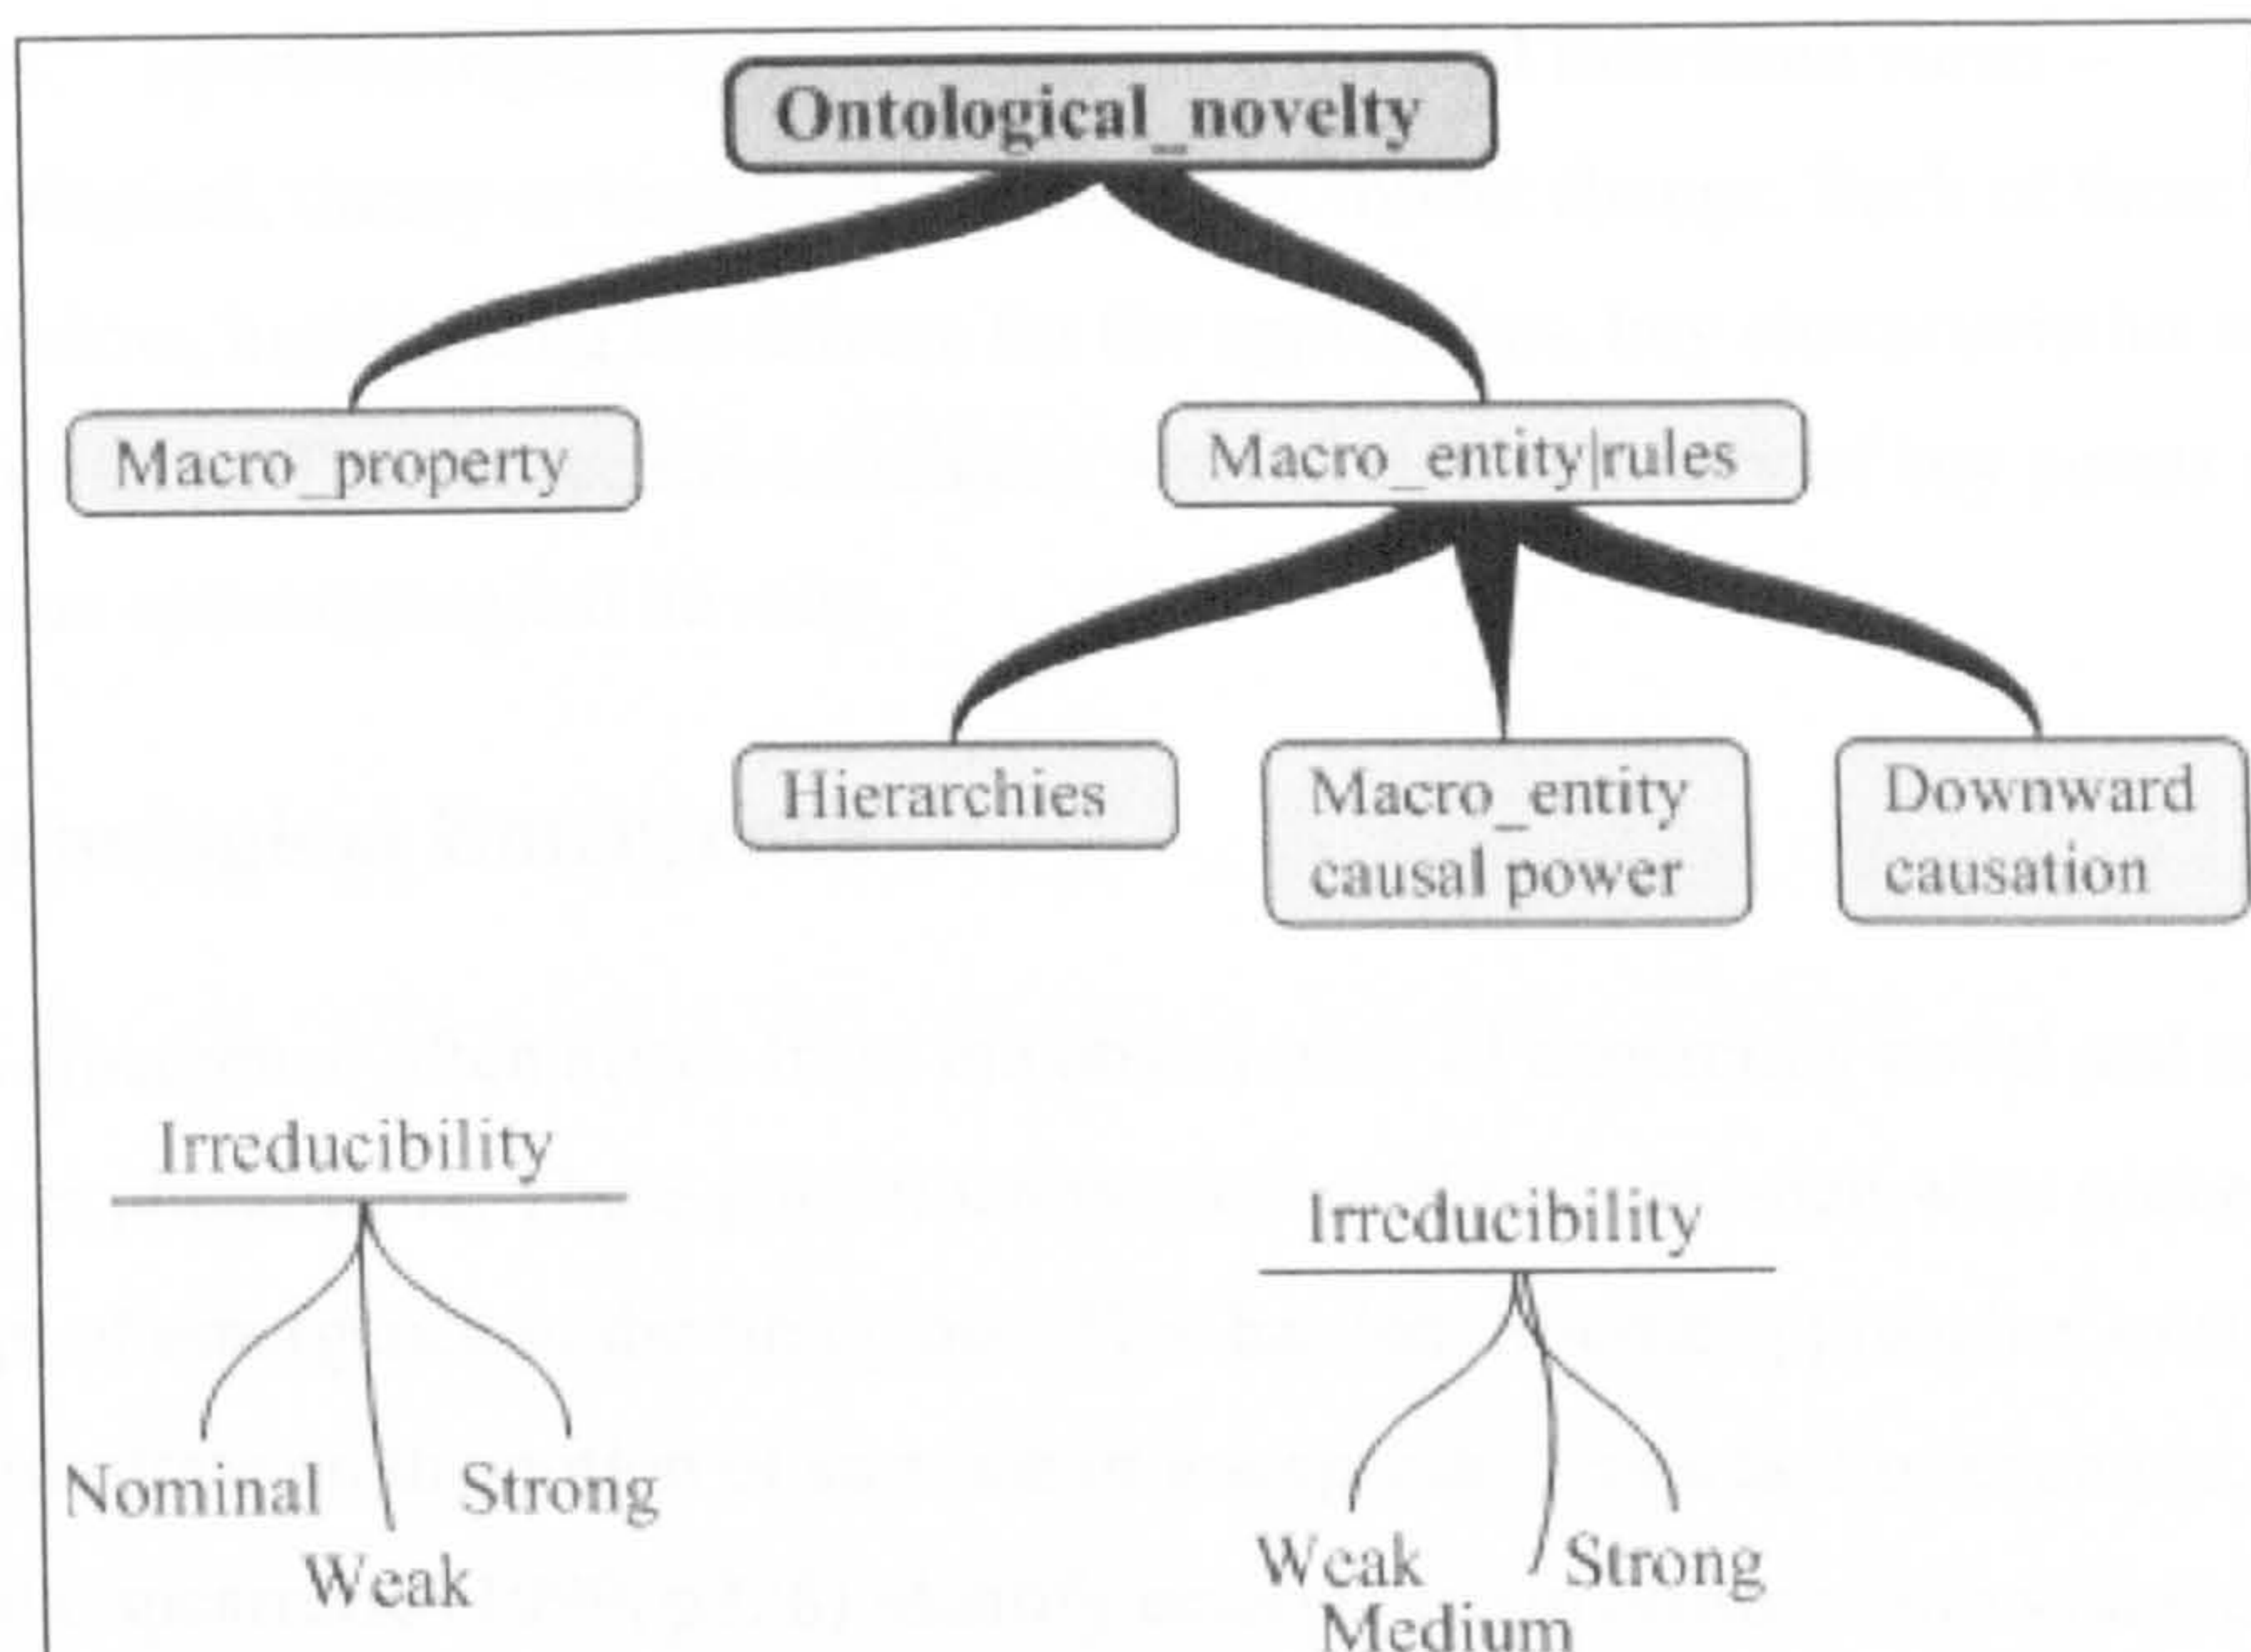 Ontological_novelty
Macro_property
Macro_entity|rules
Hierarchies
Macro_entity
causal power
Downward
causation
Irreducibility
Nominal
Weak
Strong
Irreducibility
Weak
Medium
Strong